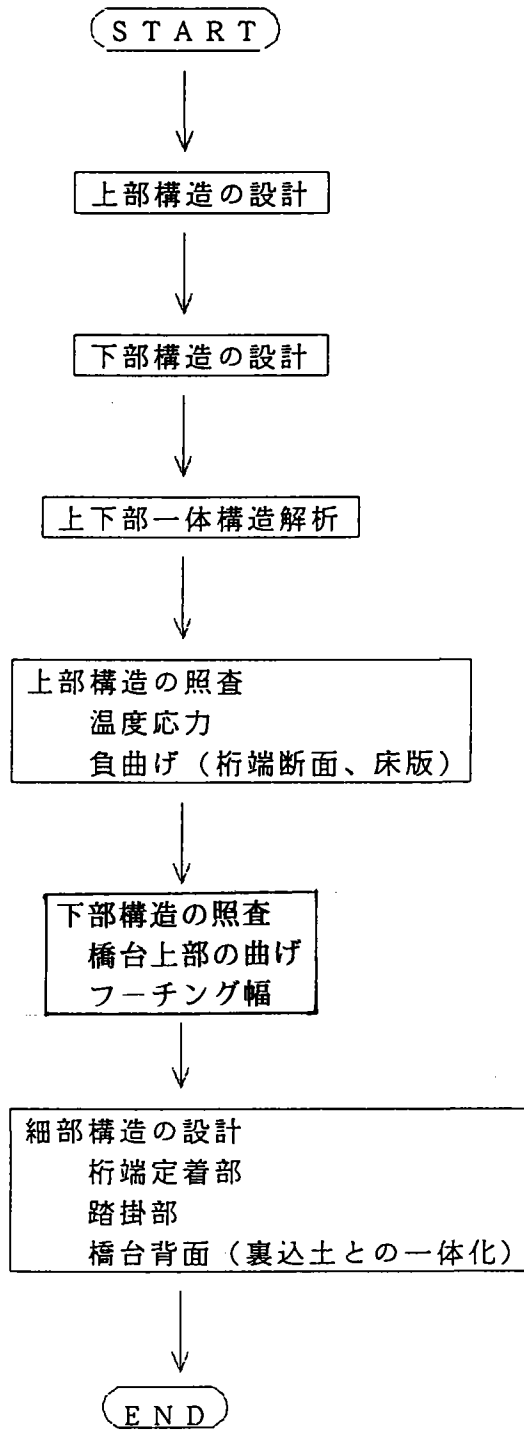 START
上部構造の設計
下部構造の設計
上下部一体構造解析
上部構造の照査
温度応力
負曲げ（桁端断面、床版）
下部構造の照査
橋台上部の曲げ
フーチング幅
細部構造の設計
桁端定着部
踏掛部
橋台背面（裏込土との一体化）
END